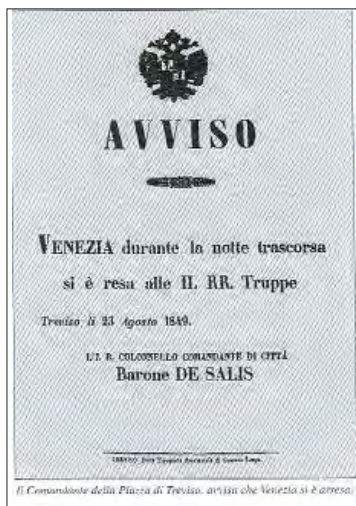 AVVISO
VENEZIA durante la notte trascorsa
si è resa alle II. RR. Truppe
Treviso li 23 Agosto 1849.
L'I. R. COLONNELLO COMANDANTE DI CITTÀ
Barone DE SALIS
TREVISO
Il Comandante della Piazza di Treviso, avvisa che Venezia si è arresa.